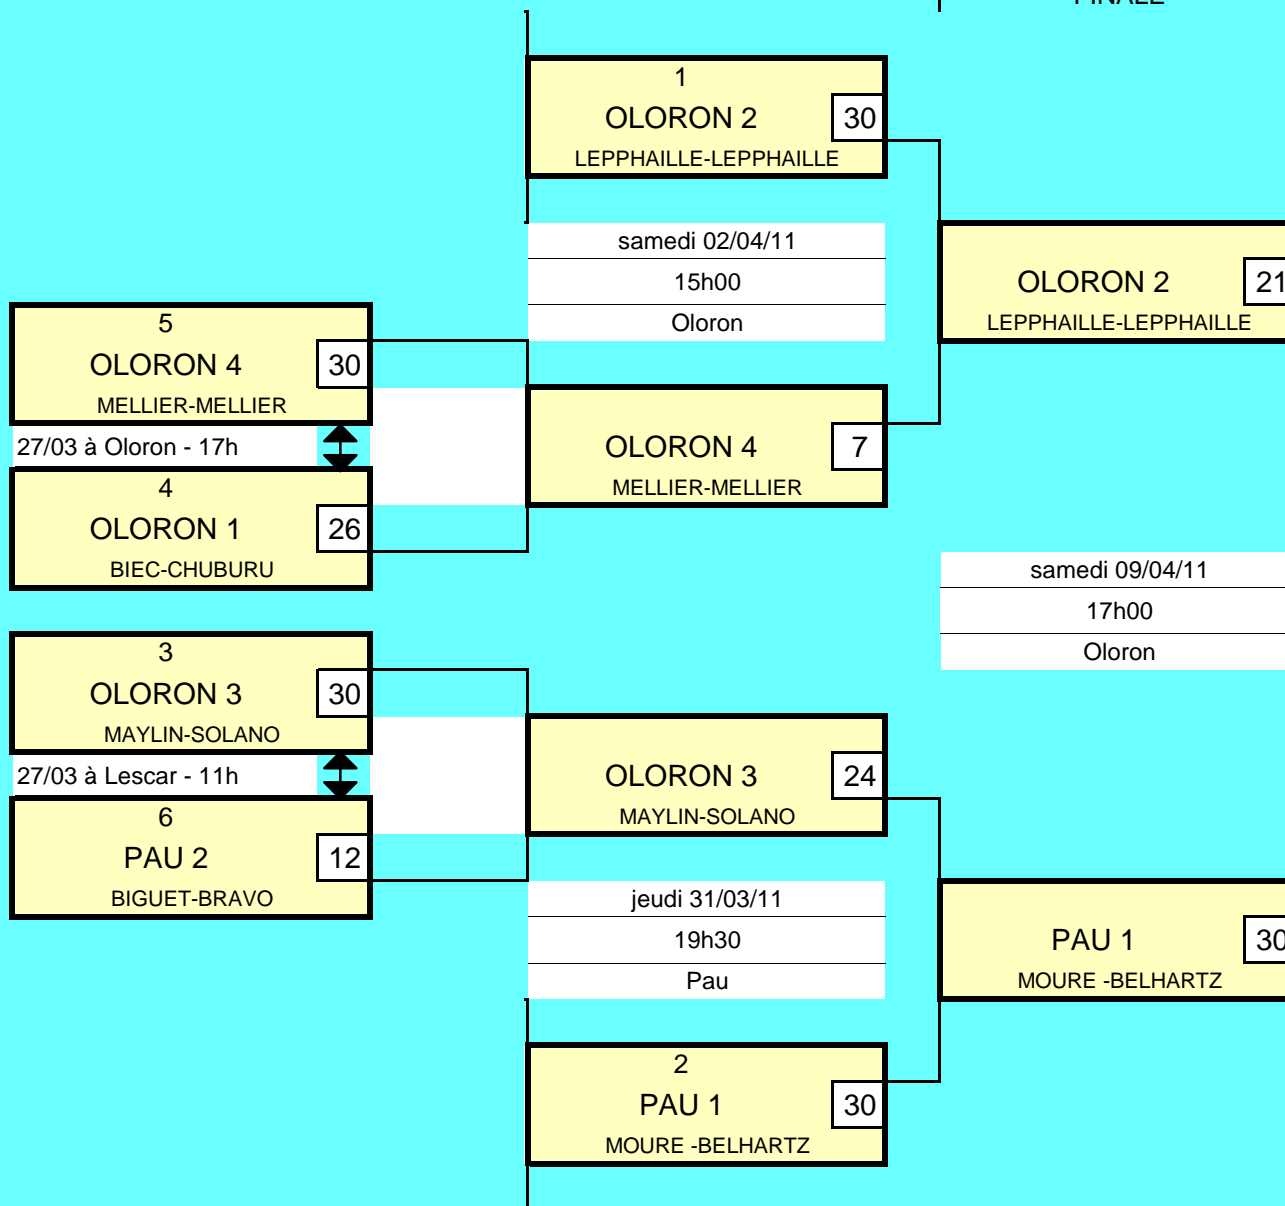 FINALE
1
OLORON 2 30
LEPPHAILLE-LEPPHAILLE
samedi 02/04/11
15h00
Oloron
OLORON 2 21
LEPPHAILLE-LEPPHAILLE
5
OLORON 4 30
MELLIER-MELLIER
27/03 à Oloron - 17h
4
OLORON 1 26
BIEC-CHUBURU
OLORON 4 7
MELLIER-MELLIER
samedi 09/04/11
17h00
Oloron
3
OLORON 3 30
MAYLIN-SOLANO
27/03 à Lescar - 11h
6
PAU 2 12
BIGUET-BRAVO
OLORON 3 24
MAYLIN-SOLANO
jeudi 31/03/11
19h30
Pau
PAU 1 30
MOURE -BELHARTZ
2
PAU 1 30
MOURE -BELHARTZ